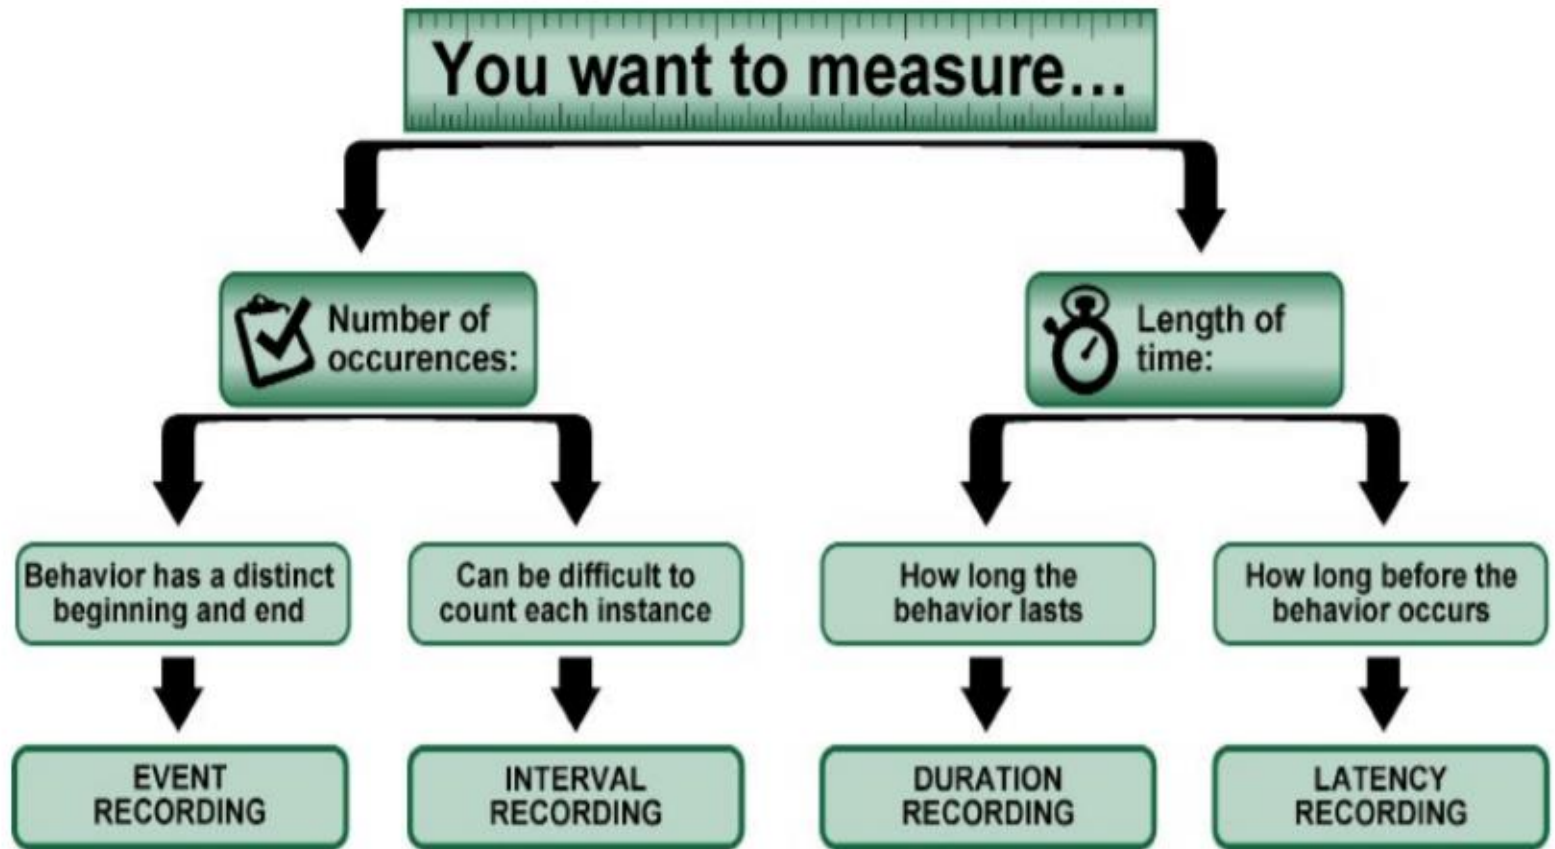 You want to measure...
Number of
occurences:
Length of
time:
Behavior has a distinct
beginning and end
Can be difficult to
count each instance
How long the
behavior lasts
How long before the
behavior occurs
EVENT
RECORDING
INTERVAL
RECORDING
DURATION
RECORDING
LATENCY
RECORDING